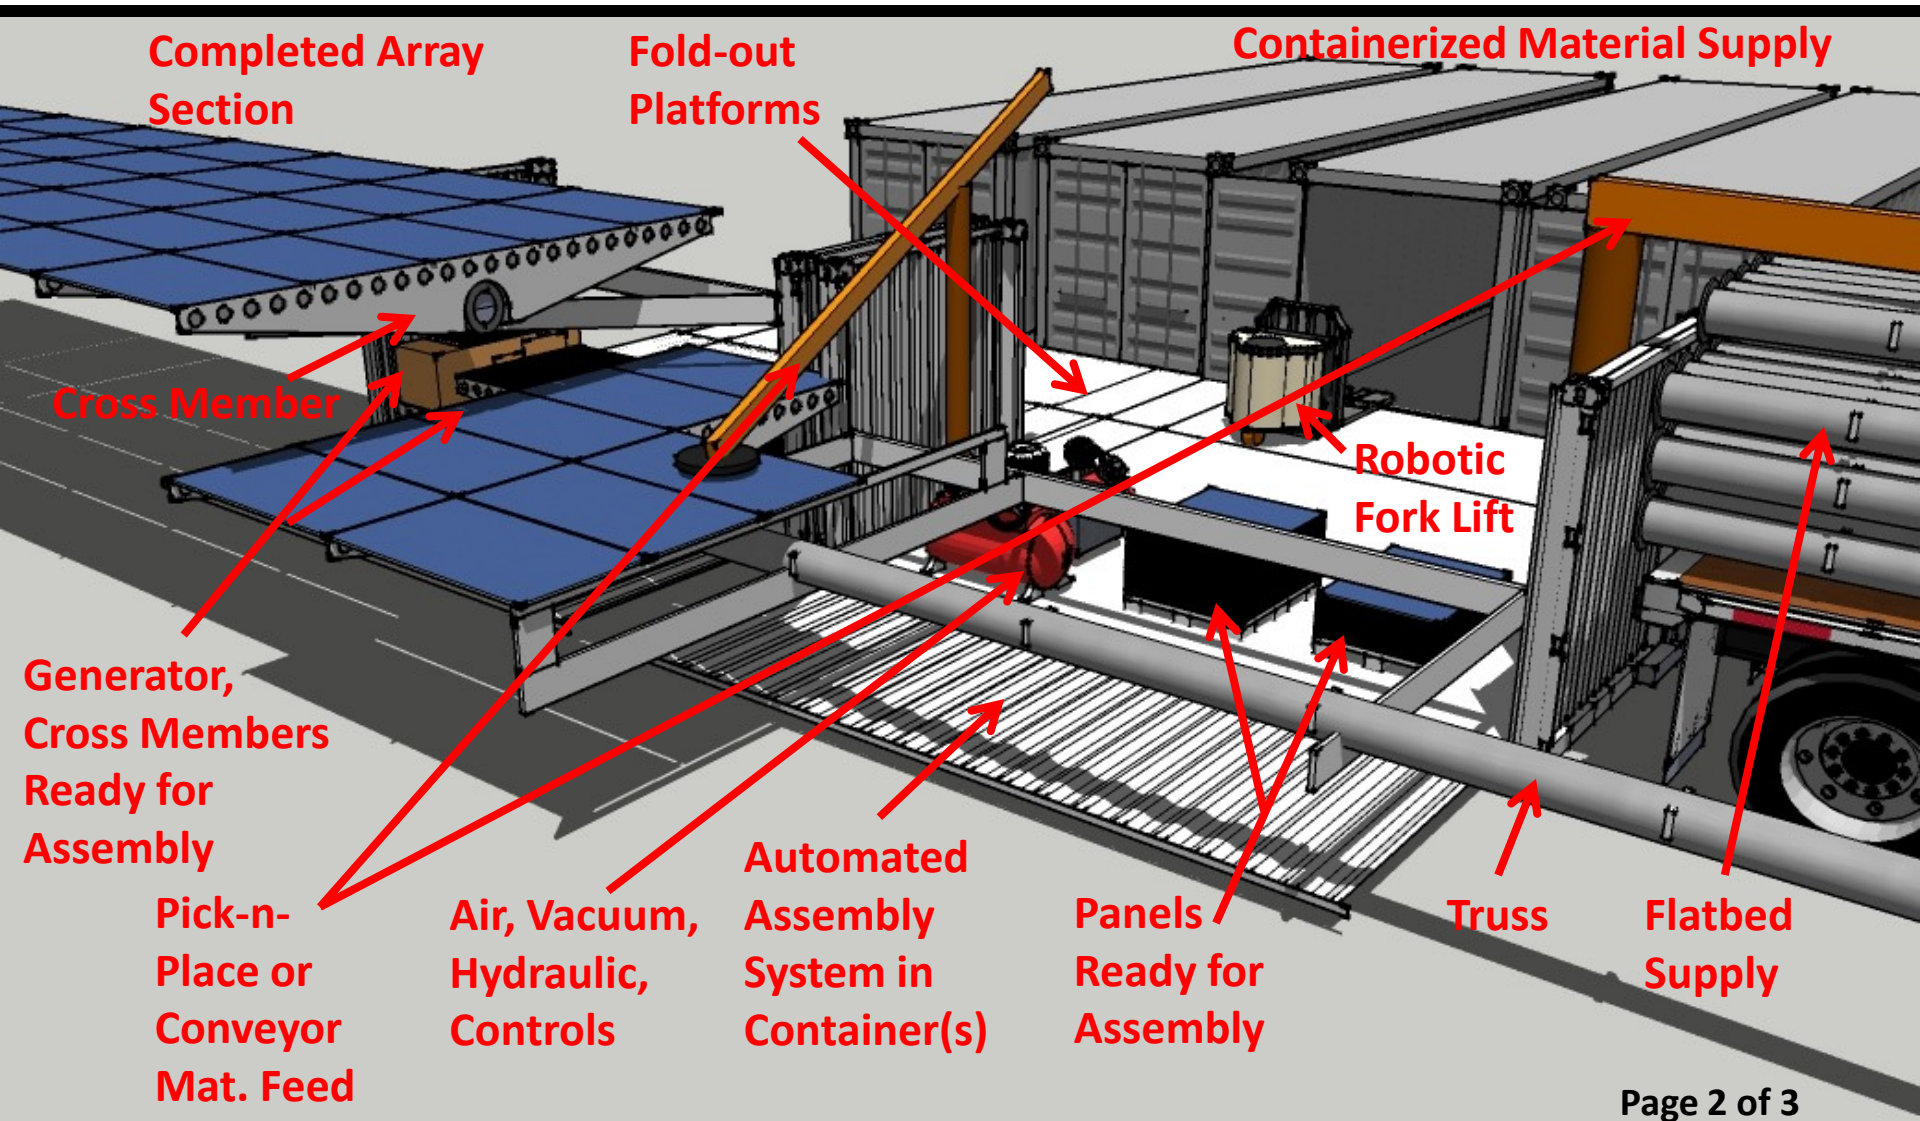 Completed Array
Section
Fold-out
Platforms
Containerized Material Supply
Cross Member
Robotic
Fork Lift
Generator,
Cross Members
Ready for
Assembly
Pick-n-
Place or
Conveyor
Mat. Feed
Air, Vacuum,
Hydraulic,
Controls
Automated
Assembly
System in
Container(s)
Panels
Ready for
Assembly
Truss
Flatbed
Supply
Page 2 of 3